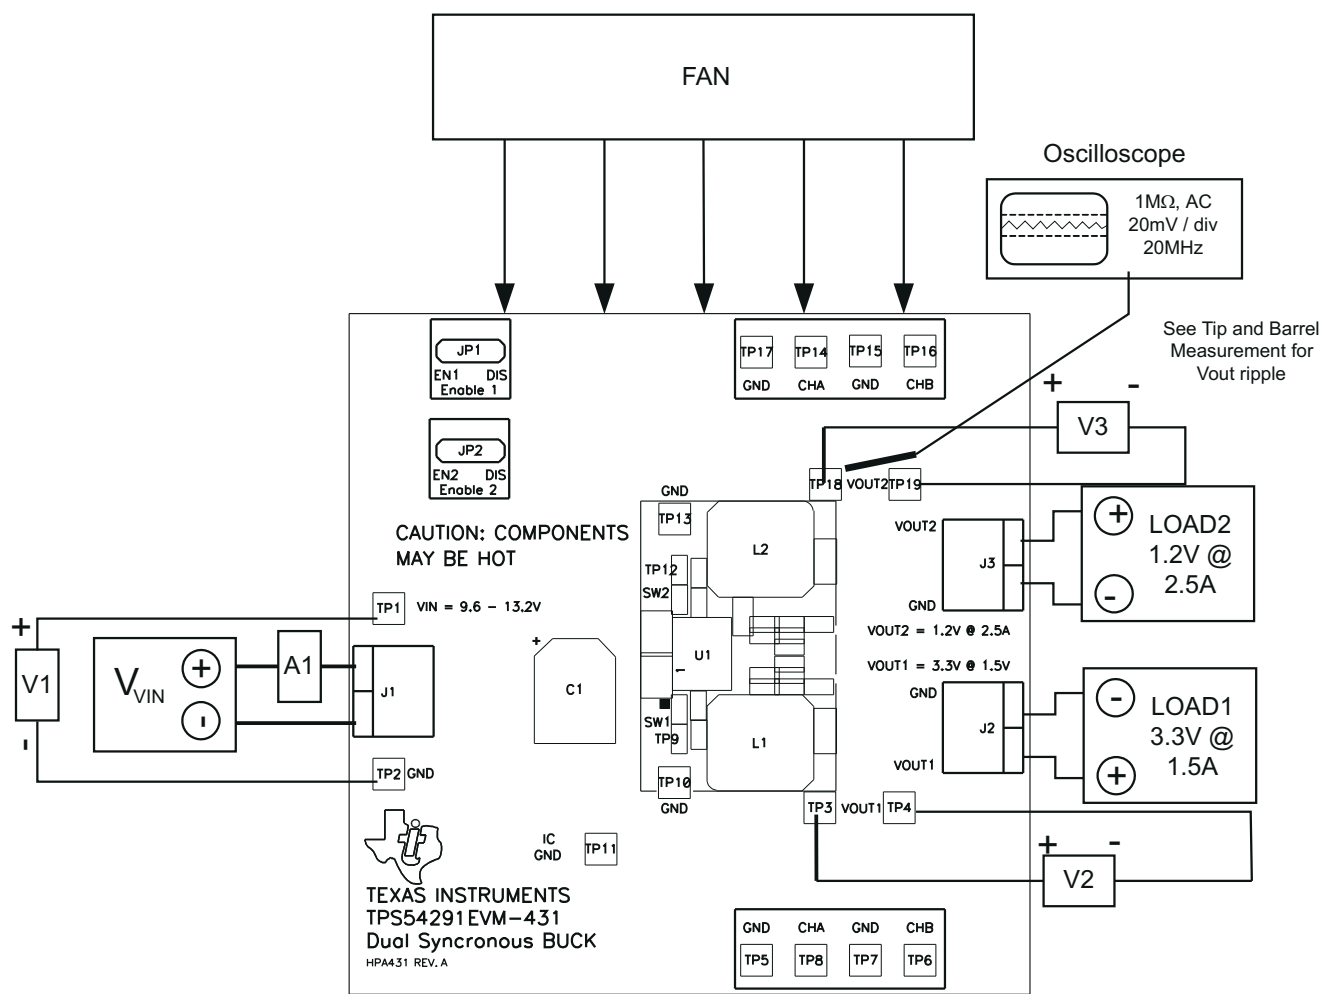 FAN
Oscilloscope
1MΩ, AC
20mV / div
20MHz
See Tip and Barrel
Measurement for
Vout ripple
JP1
EN1 DIS
Enable 1
TP17 TP14 TP15 TP16
GND CHA GND CHB
JP2
EN2 DIS
Enable 2
+ -
V3
TP18 VOUT2 TP19
GND
TP13
CAUTION: COMPONENTS
MAY BE HOT
L2
TP12
SW2
VOUT2
J3
GND
+
-
LOAD2
1.2V @
2.5A
TP1 VIN = 9.6 - 13.2V
VOUT2 = 1.2V @ 2.5A
VOUT1 = 3.3V @ 1.5V
+
V1
-
VVIN
+
-
A1
J1
+
C1
U1
1
GND
J2
VOUT1
-
+
LOAD1
3.3V @
1.5A
SW1
TP9
L1
TP2 GND
TP10
GND
TP3 VOUT1 TP4
IC
GND
TP11
+ -
V2
TEXAS INSTRUMENTS
TPS54291EVM-431
Dual Syncronous BUCK
HPA431 REV. A
GND CHA GND CHB
TP5 TP8 TP7 TP6